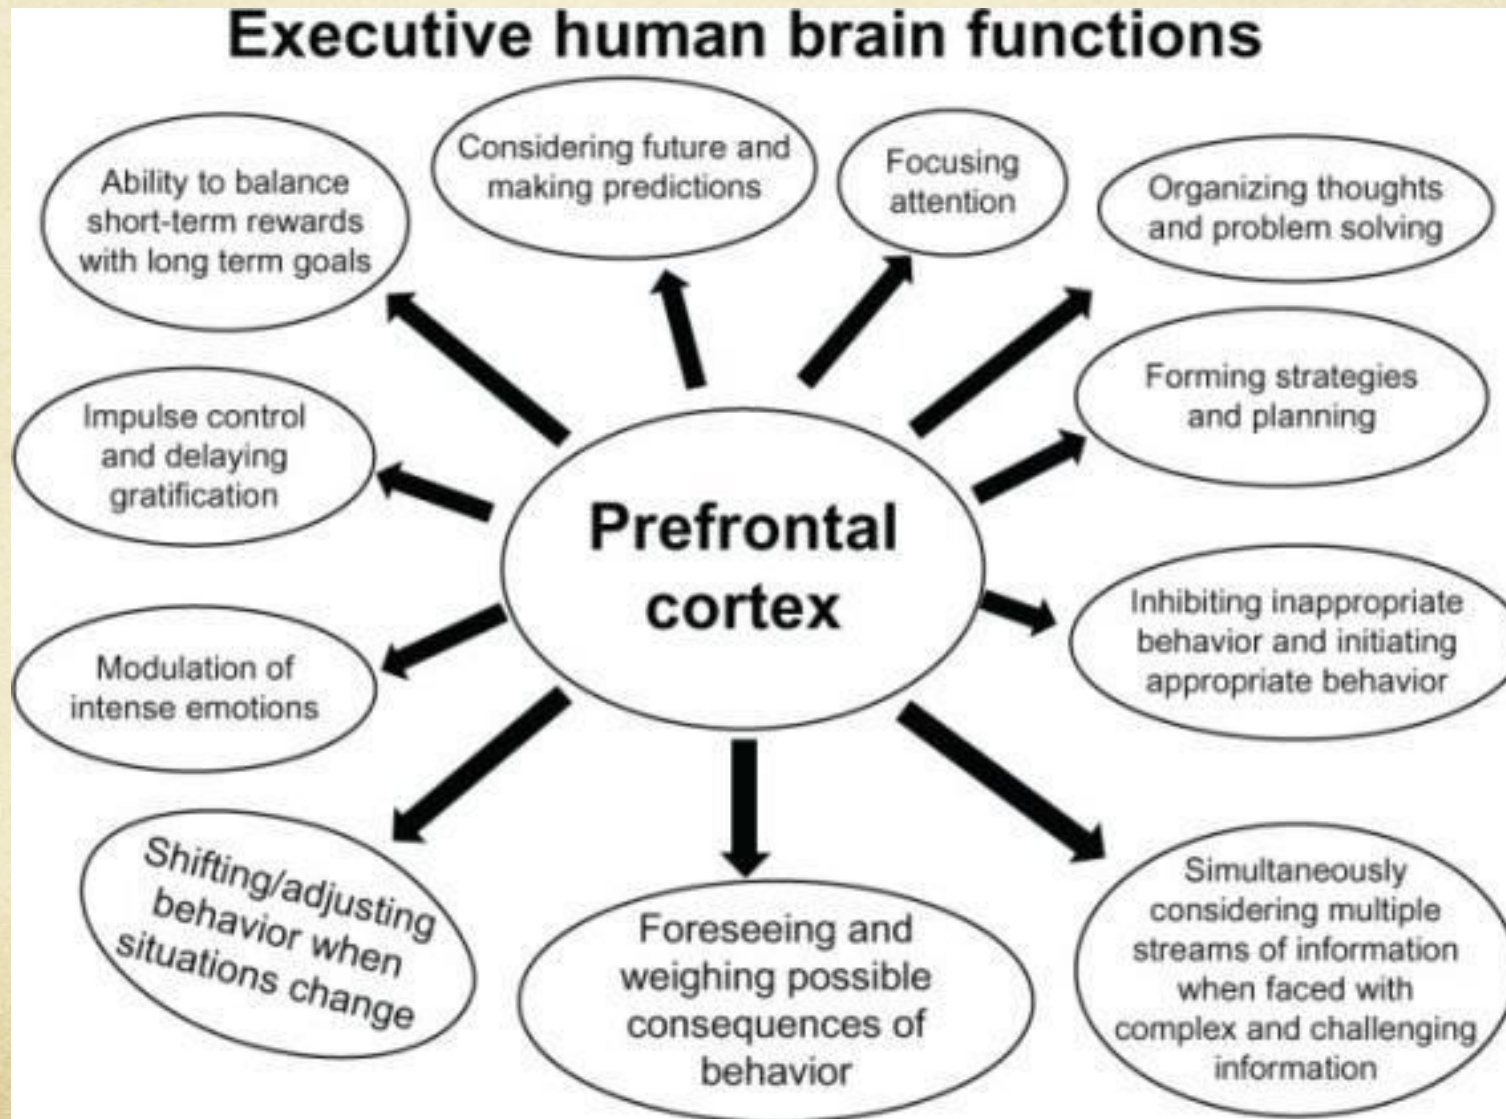 Executive human brain functions
Ability to balance
short-term rewards
with long term goals
Considering future and
making predictions
Focusing
attention
Organizing thoughts
and problem solving
Forming strategies
and planning
Impulse control
and delaying
gratification
Prefrontal
cortex
Inhibiting inappropriate
behavior and initiating
appropriate behavior
Modulation of
intense emotions
Shifting/adjusting
behavior when
situations change
Foreseeing and
weighing possible
consequences of
behavior
Simultaneously
considering multiple
streams of information
when faced with
complex and challenging
information